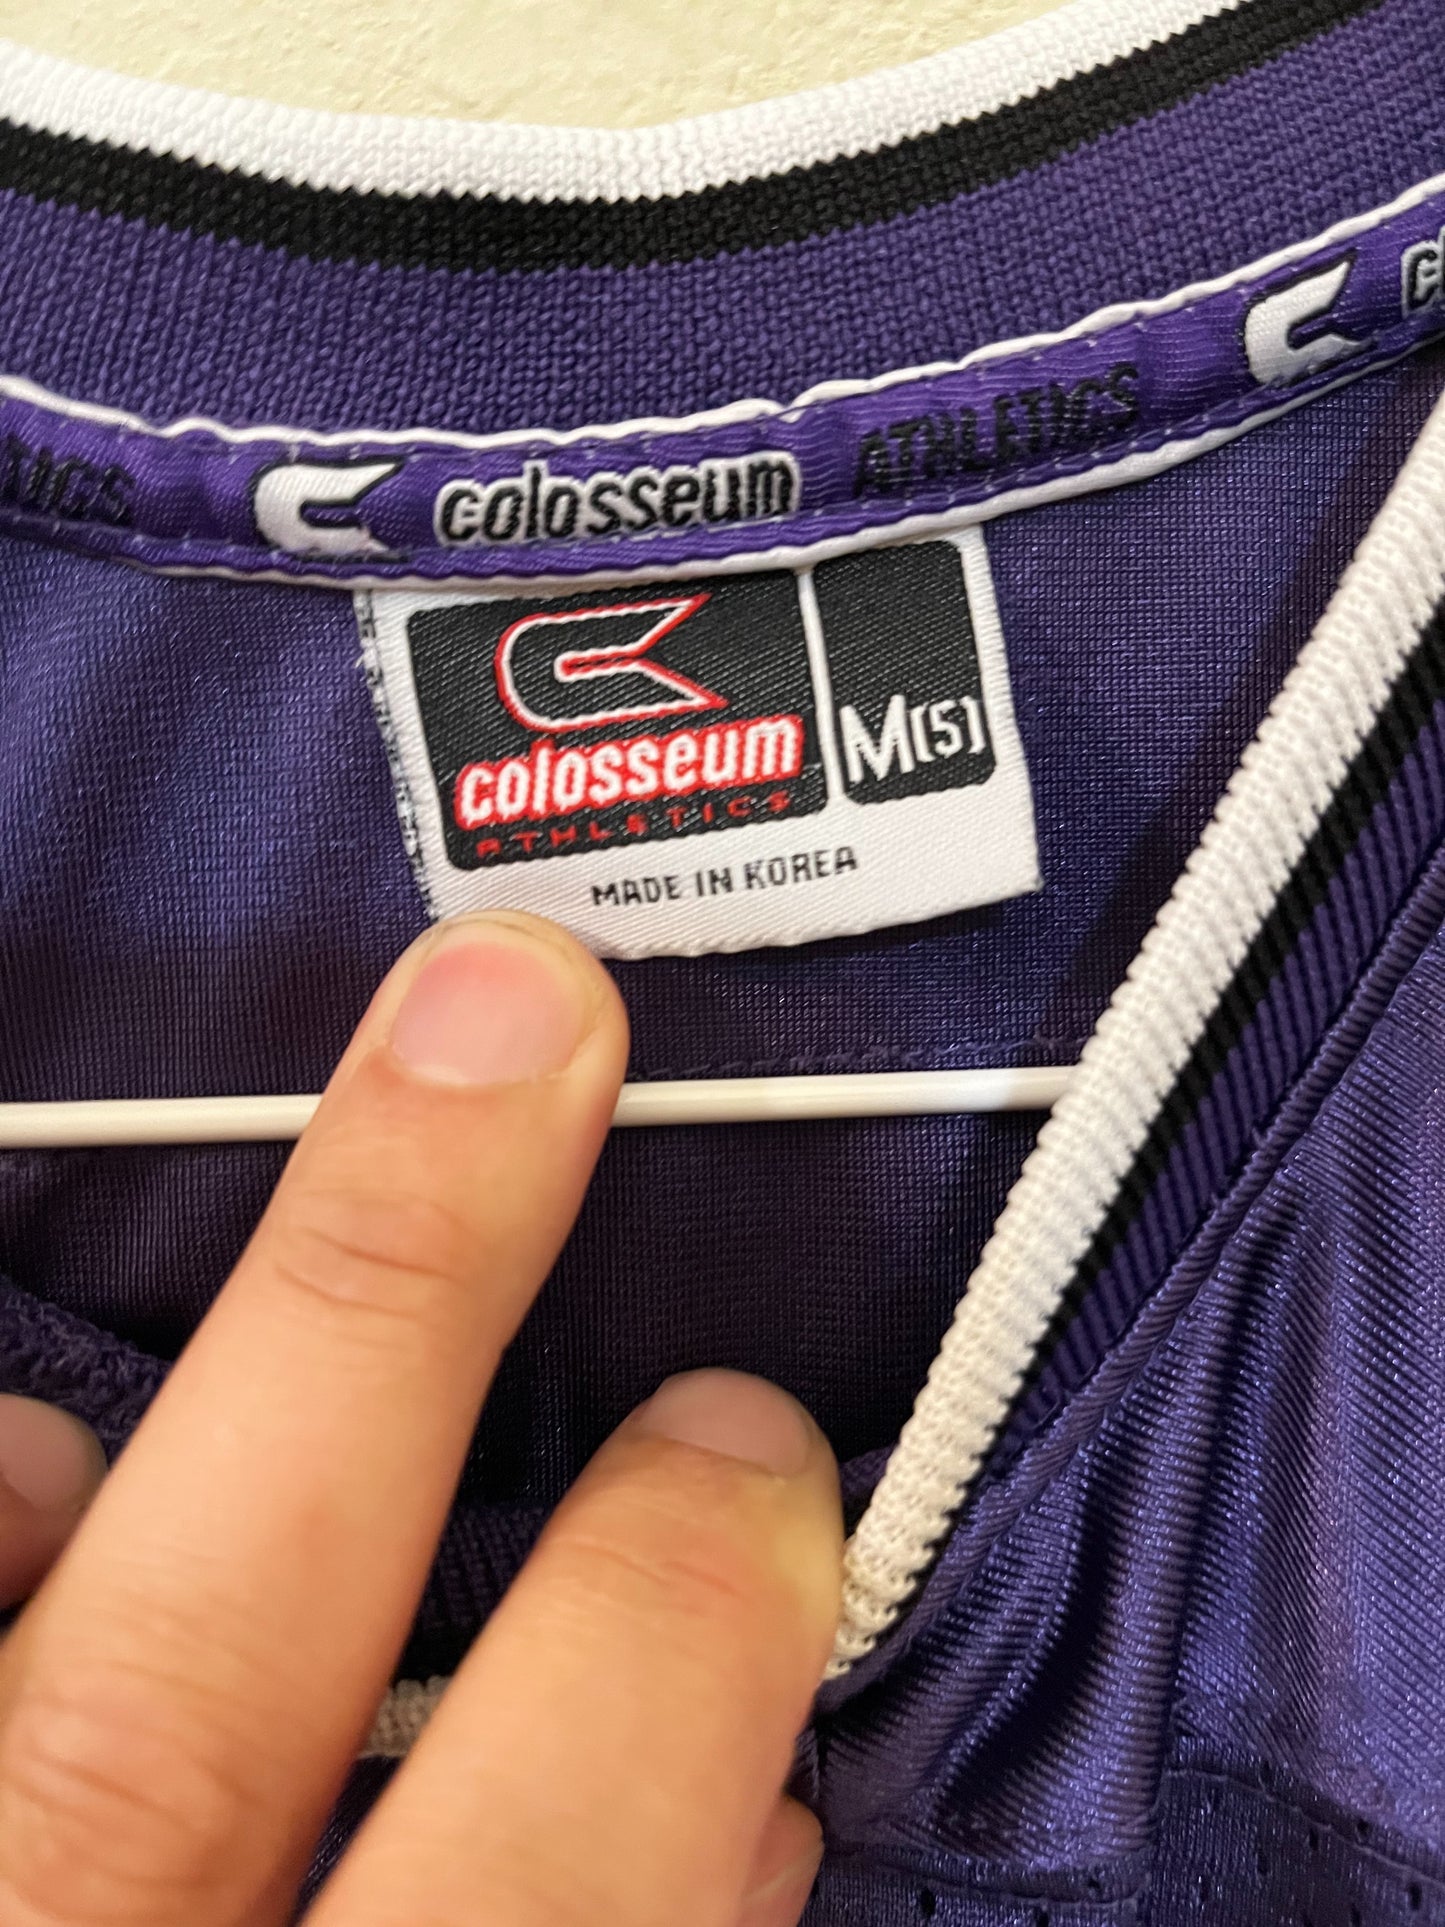 colosseum ATHLETICS
colosseum
ATHLETICS
M[5]
MADE IN KOREA